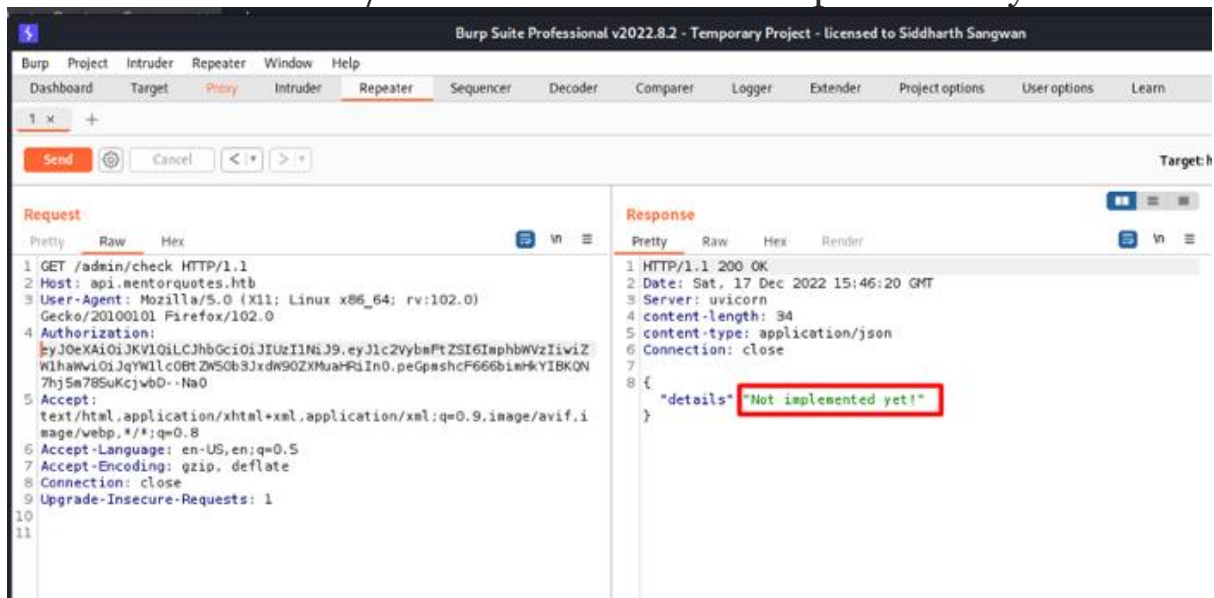 Burp Suite Professional v2022.8.2 - Temporary Project - licensed to Siddharth Sangwan
Burp Project Intruder Repeater Window Help
Dashboard Target Proxy Intruder Repeater Sequencer Decoder Comparer Logger Extender Project options User options Learn
1 × +
Send Cancel < >
Target: h
Request
Pretty Raw Hex
\n
1 GET /admin/check HTTP/1.1
2 Host: api.mentorquotes.htb
3 User-Agent: Mozilla/5.0 (X11; Linux x86_64; rv:102.0)
Gecko/20100101 Firefox/102.0
4 Authorization:
eyJ0eXAiOiJKV1QiLCJhbGciOiJIUzI1NiJ9.eyJ1c2VybmFtZSI6ImphbWVzIiwiZ
W1haWwiOiJqYW1lc0BtZW50b3JxdW90ZXMuaHRiIn0.peGpmshcF666bimHkYIBKQN
7hj5m785uKcjwbD--Na0
5 Accept:
text/html,application/xhtml+xml,application/xml;q=0.9,image/avif,i
mage/webp,*/*;q=0.8
6 Accept-Language: en-US,en;q=0.5
7 Accept-Encoding: gzip, deflate
8 Connection: close
9 Upgrade-Insecure-Requests: 1
10
11
Response
Pretty Raw Hex Render
\n
1 HTTP/1.1 200 OK
2 Date: Sat, 17 Dec 2022 15:46:20 GMT
3 Server: uvicorn
4 content-length: 34
5 content-type: application/json
6 Connection: close
7
8 {
"details" "Not implemented yet!"
}